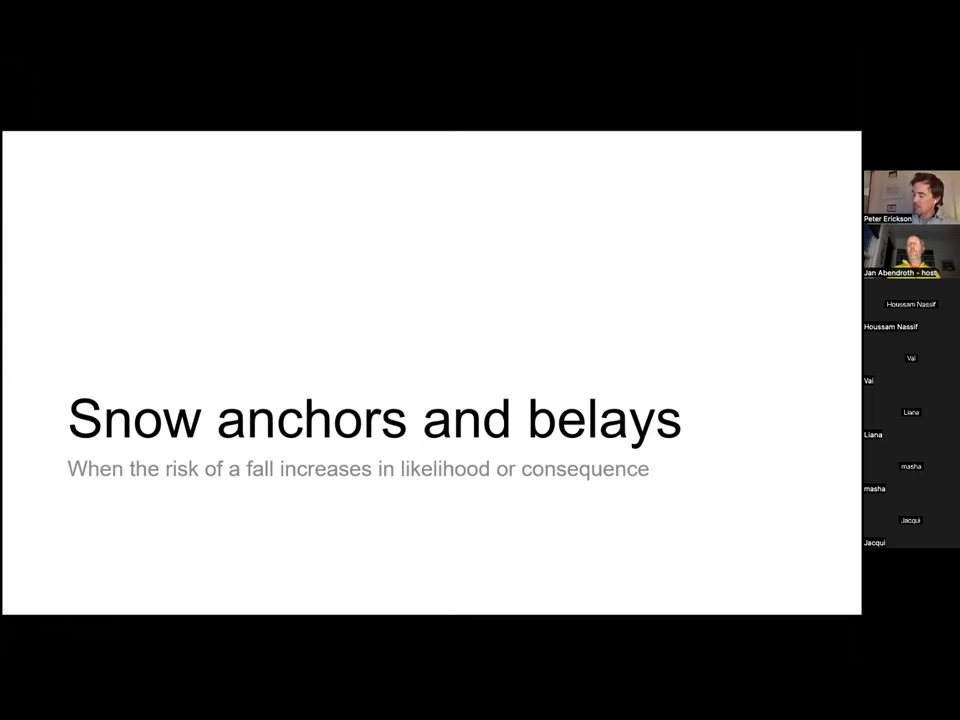 Snow anchors and belays
When the risk of a fall increases in likelihood or consequence
Peter Erickson
Jan Abendroth - host
Houssam Nassif
Houssam Nassif
Vai
Vai
Liana
Liana
masha
masha
Jacqui
Jacqui